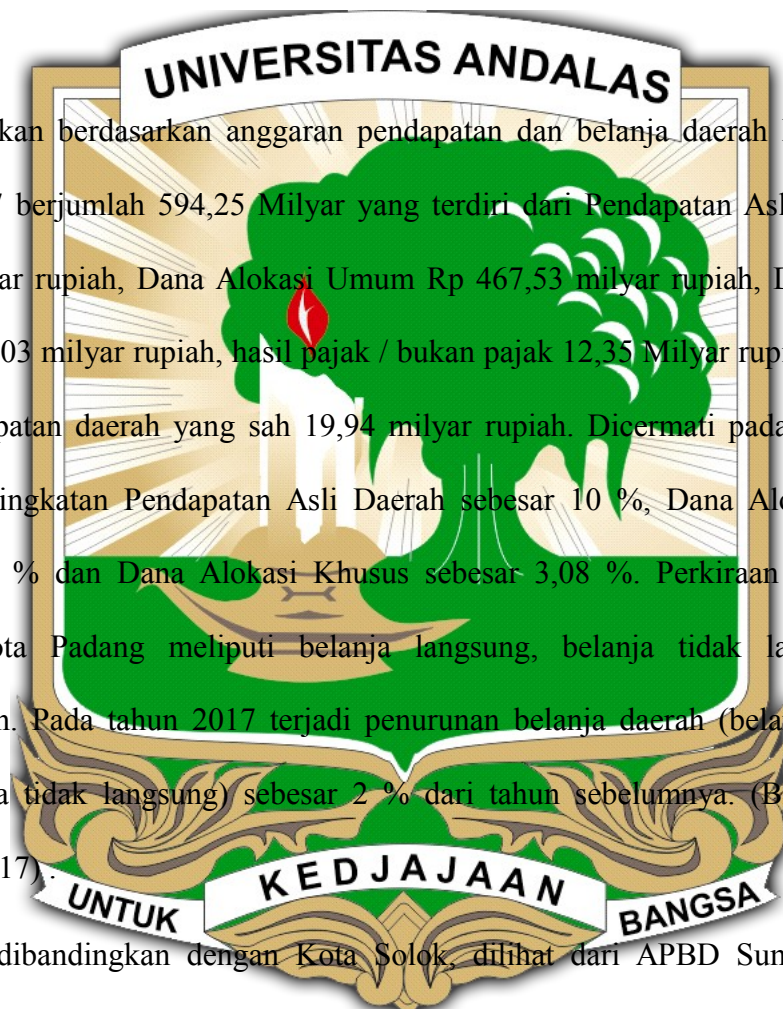 UNIVERSITAS ANDALAS
kan berdasarkan anggaran pendapatan dan belanja daerah
berjumlah 594,25 Milyar yang terdiri dari Pendapatan Asl
ar rupiah, Dana Alokasi Umum Rp 467,53 milyar rupiah, D
03 milyar rupiah, hasil pajak / bukan pajak 12,35 Milyar rupi
patan daerah yang sah 19,94 milyar rupiah. Dicermati pada
ingkatan Pendapatan Asli Daerah sebesar 10 %, Dana Alo
% dan Dana Alokasi Khusus sebesar 3,08 %. Perkiraan
ota Padang meliputi belanja langsung, belanja tidak la
n. Pada tahun 2017 terjadi penurunan belanja daerah (bela
a tidak langsung) sebesar 2 % dari tahun sebelumnya. (B
17) .
UNTUK KEDJAJAAN BANGSA
dibandingkan dengan Kota Solok, dilihat dari APBD Sum